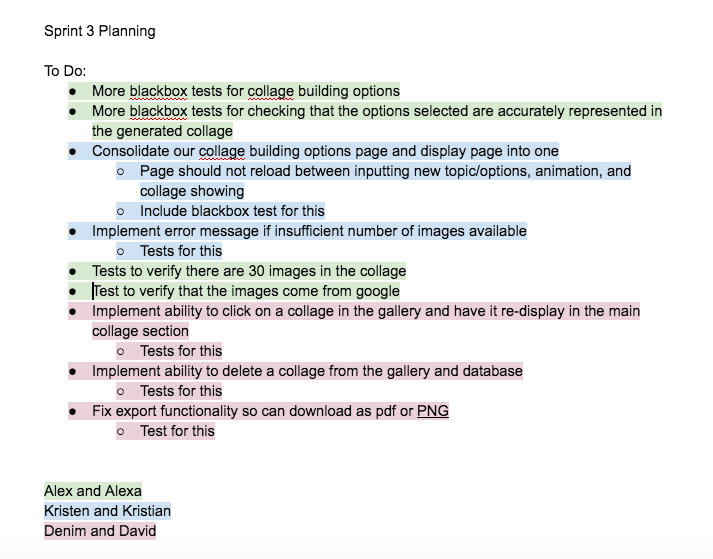 Sprint 3 Planning
To Do:
● More blackbox tests for collage building options
● More blackbox tests for checking that the options selected are accurately represented in
the generated collage
● Consolidate our collage building options page and display page into one
○ Page should not reload between inputting new topic/options, animation, and
collage showing
○ Include blackbox test for this
● Implement error message if insufficient number of images available
○ Tests for this
● Tests to verify there are 30 images in the collage
● Test to verify that the images come from google
● Implement ability to click on a collage in the gallery and have it re-display in the main
collage section
○ Tests for this
● Implement ability to delete a collage from the gallery and database
○ Tests for this
● Fix export functionality so can download as pdf or PNG
○ Test for this
Alex and Alexa
Kristen and Kristian
Denim and David